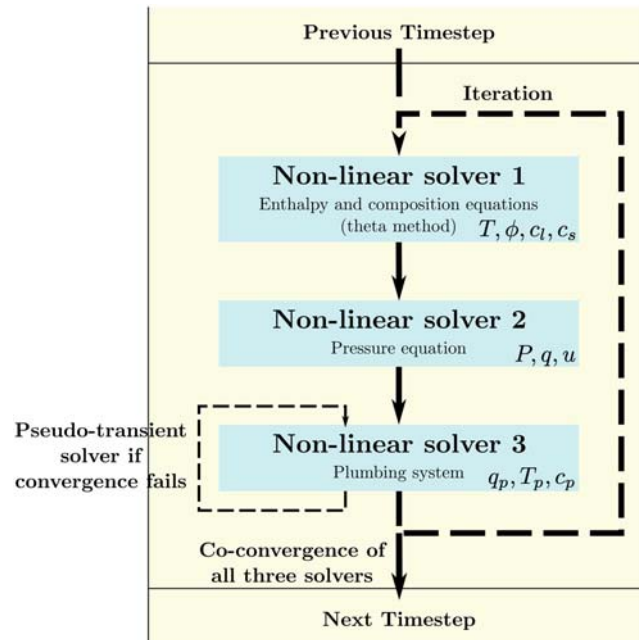 Previous Timestep
Iteration
Non-linear solver 1
Enthalpy and composition equations
(theta method)
T, ϕ, c_l, c_s
Non-linear solver 2
Pressure equation
P, q, u
Pseudo-transient
solver if
convergence fails
Non-linear solver 3
Plumbing system
q_p, T_p, c_p
Co-convergence of
all three solvers
Next Timestep